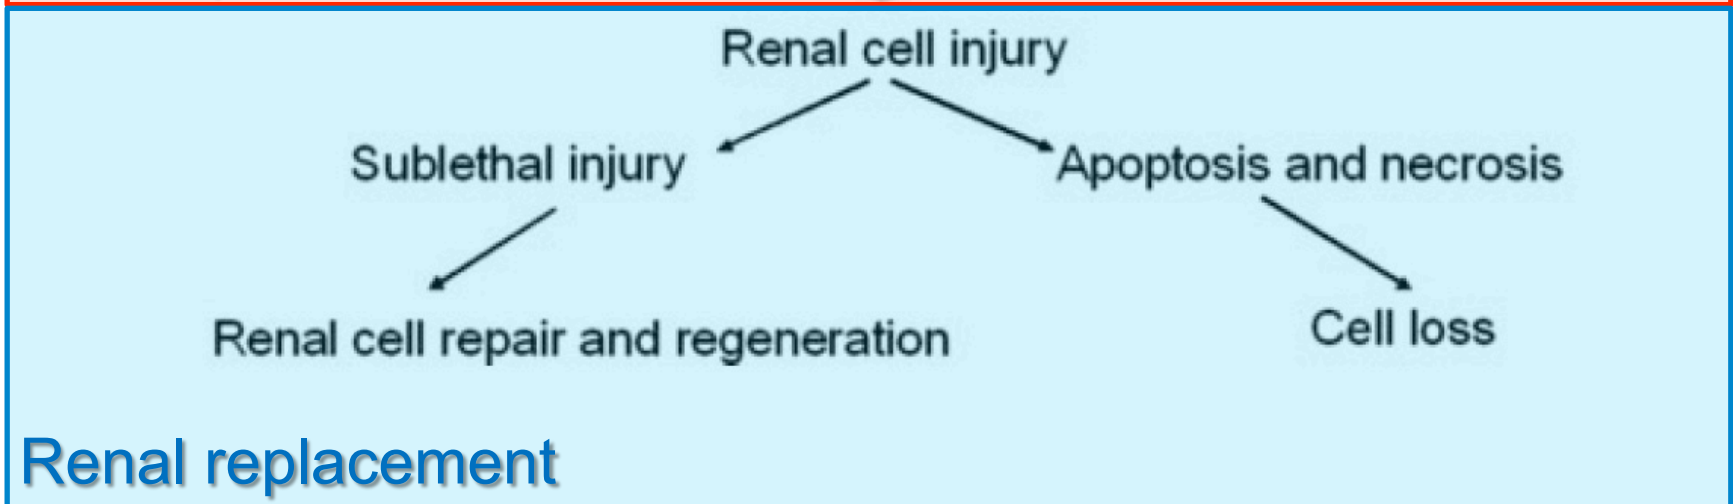 Renal cell injury
Sublethal injury
Apoptosis and necrosis
Renal cell repair and regeneration
Cell loss
Renal replacement